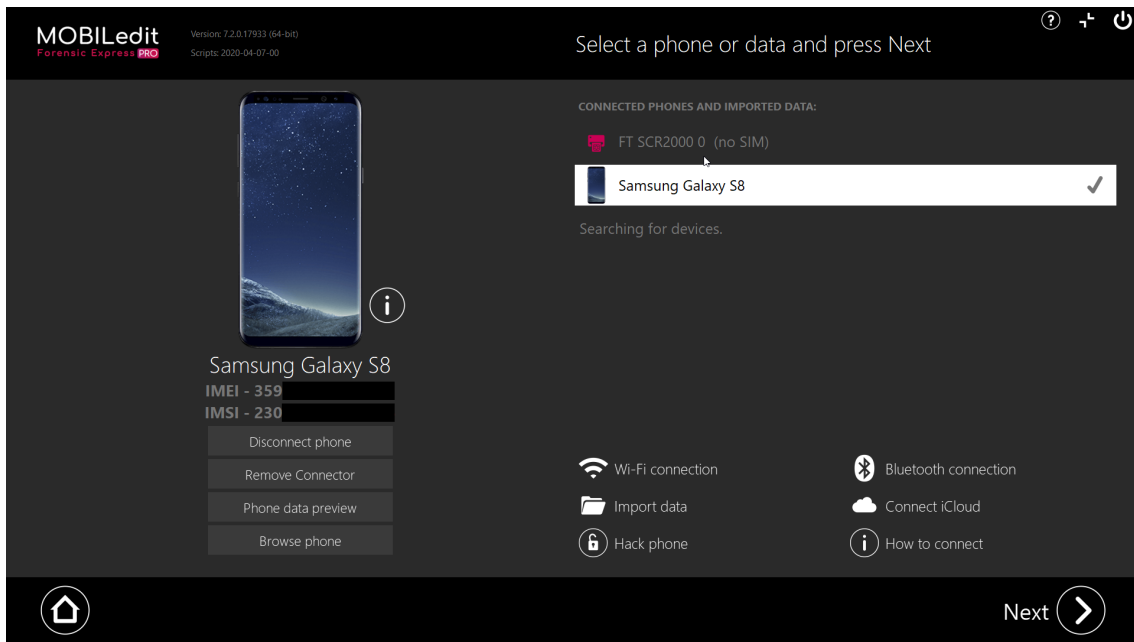 MOBILedit
Forensic Express PRO
Version: 7.2.0.17933 (64-bit)
Scripts: 2020-04-07-00
Select a phone or data and press Next
?
CONNECTED PHONES AND IMPORTED DATA:
FT SCR2000 0 (no SIM)
Samsung Galaxy S8
Searching for devices.
i
Samsung Galaxy S8
IMEI - 359
IMSI - 230
Disconnect phone
Remove Connector
Phone data preview
Browse phone
Wi-Fi connection
Bluetooth connection
Import data
Connect iCloud
Hack phone
i How to connect
Next